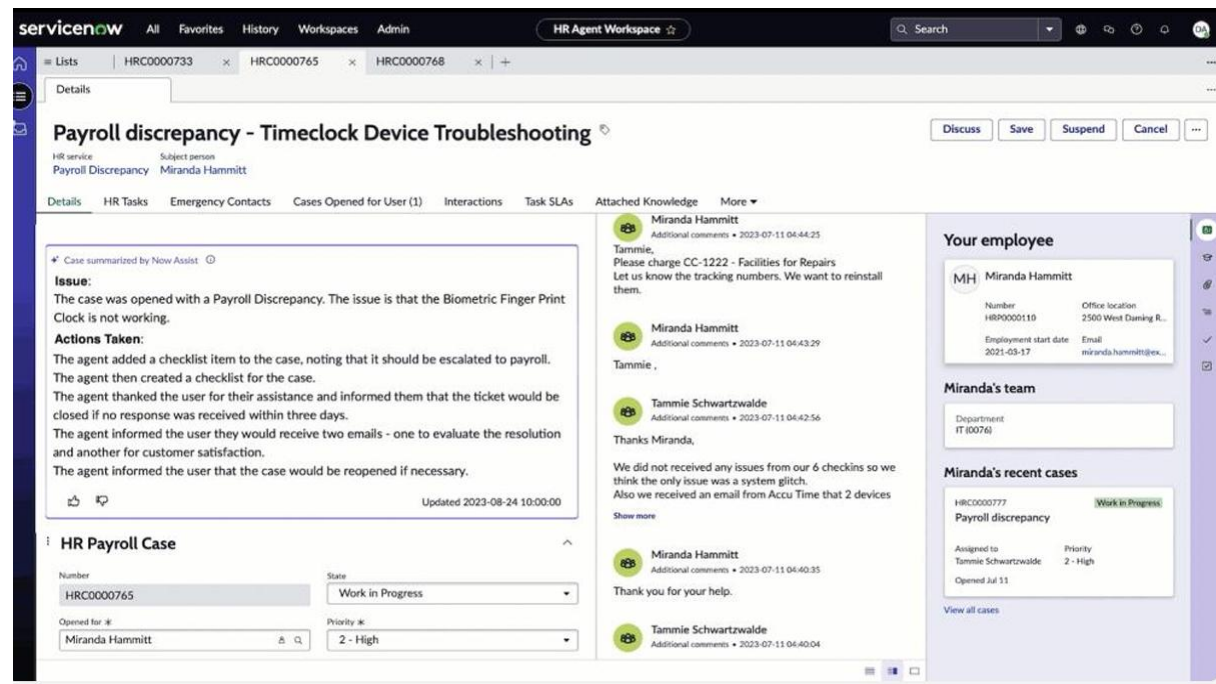 servicenow All Favorites History Workspaces Admin HR Agent Workspace Search DA
Lists HRC0000733 × HRC0000765 × HRC0000768 × +
Details
Payroll discrepancy - Timeclock Device Troubleshooting
Discuss Save Suspend Cancel ...
HR service Subject person
Payroll Discrepancy Miranda Hammitt
Details HR Tasks Emergency Contacts Cases Opened for User (1) Interactions Task SLAs Attached Knowledge More
Case summarized by Now Assist
Issue:
The case was opened with a Payroll Discrepancy. The issue is that the Biometric Finger Print
Clock is not working.
Actions Taken:
The agent added a checklist item to the case, noting that it should be escalated to payroll.
The agent then created a checklist for the case.
The agent thanked the user for their assistance and informed them that the ticket would be
closed if no response was received within three days.
The agent informed the user they would receive two emails - one to evaluate the resolution
and another for customer satisfaction.
The agent informed the user that the case would be reopened if necessary.
Updated 2023-08-24 10:00:00
HR Payroll Case
Number State
HRC0000765 Work in Progress
Opened for * Priority *
Miranda Hammitt 2 - High
Miranda Hammitt
Additional comments • 2023-07-11 04:44:25
Tammie,
Please charge CC-1222 - Facilities for Repairs
Let us know the tracking numbers. We want to reinstall
them.
Miranda Hammitt
Additional comments • 2023-07-11 04:43:29
Tammie ,
Tammie Schwartzwalde
Additional comments • 2023-07-11 04:42:56
Thanks Miranda,
We did not received any issues from our 6 checkins so we
think the only issue was a system glitch.
Also we received an email from Accu Time that 2 devices
Show more
Miranda Hammitt
Additional comments • 2023-07-11 04:40:35
Thank you for your help.
Tammie Schwartzwalde
Additional comments • 2023-07-11 04:40:04
Your employee
MH Miranda Hammitt
Number Office location
HRP0000110 2500 West Daming R...
Employment start date Email
2021-03-17 miranda.hammitt@ex...
Miranda's team
Department
IT (0076)
Miranda's recent cases
HRC0000777 Work in Progress
Payroll discrepancy
Assigned to Priority
Tammie Schwartzwalde 2 - High
Opened Jul 11
View all cases